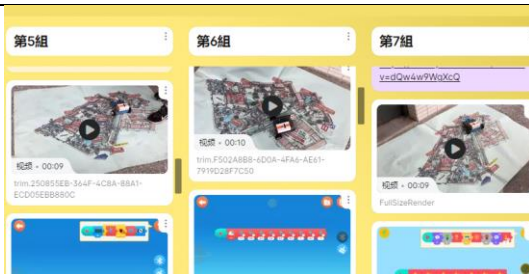 第5組
视频 • 00:09
trim.250855EB-364F-4C8A-88A1-
ECD05EBB880C
第6組
视频 • 00:10
trim.F502A8B8-6D0A-4FA6-AE61-
7919D28F7C50
第7組
v=dQw4w9WgXcQ
视频 • 00:09
FullSizeRender